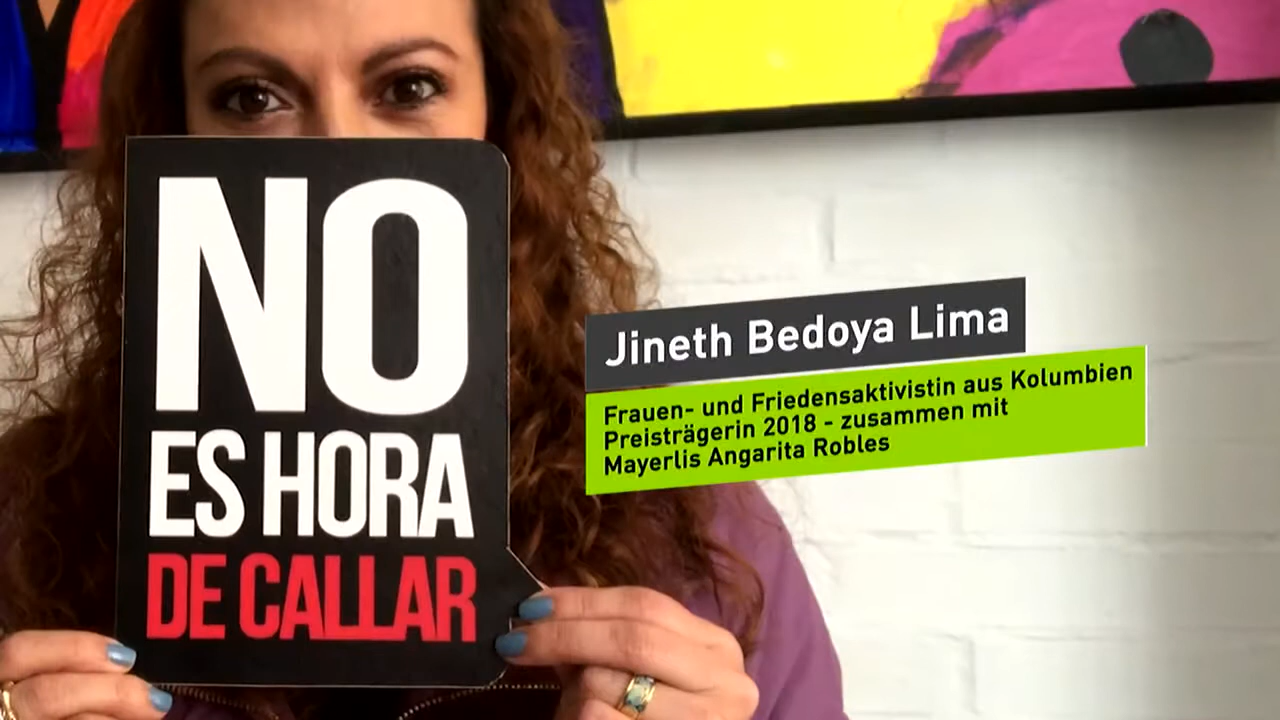 NO
ES HORA
DE CALLAR
Jineth Bedoya Lima
Frauen- und Friedensaktivistin aus Kolumbien
Preisträgerin 2018 - zusammen mit
Mayerlis Angarita Robles